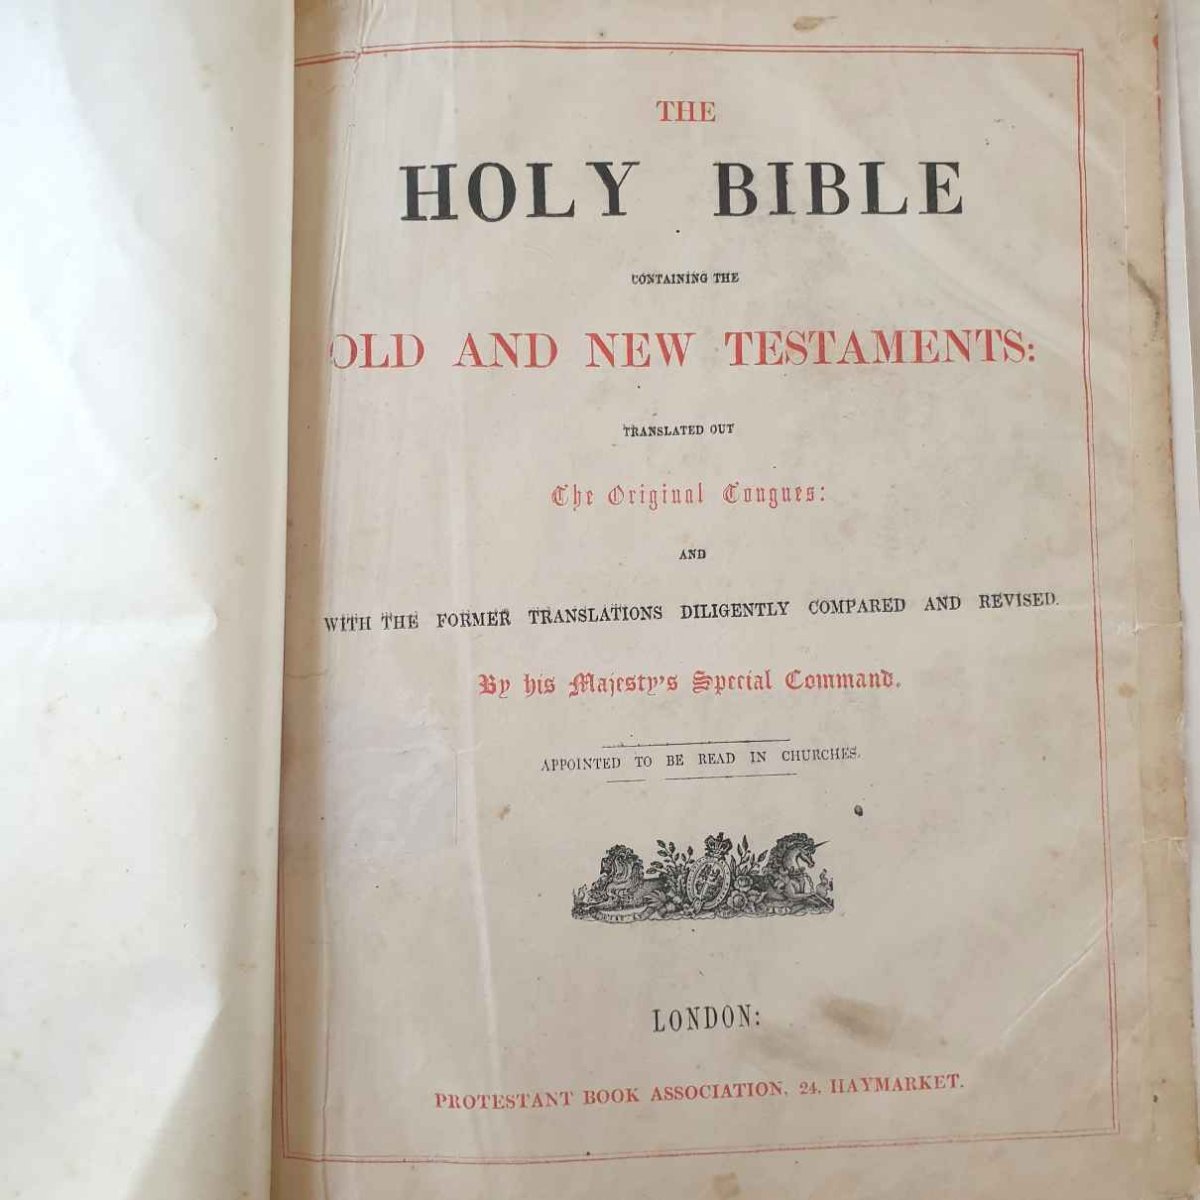 THE
HOLY BIBLE
CONTAINING THE
OLD AND NEW TESTAMENTS:
TRANSLATED OUT
The Original Tongues:
AND
WITH THE FORMER TRANSLATIONS DILIGENTLY COMPARED AND REVISED.
By his Majesty's Special Command.
APPOINTED TO BE READ IN CHURCHES.
LONDON:
PROTESTANT BOOK ASSOCIATION, 24, HAYMARKET.